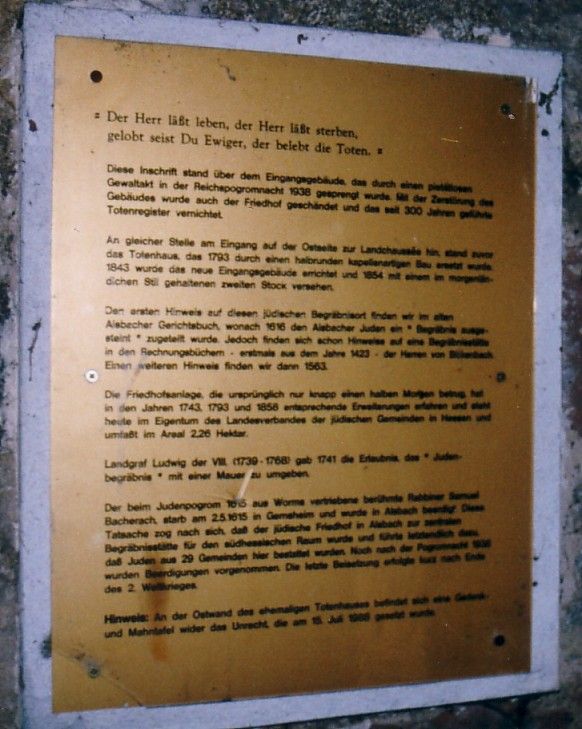 " Der Herr läßt leben, der Herr läßt sterben,
gelobt seist Du Ewiger, der belebt die Toten. "
Diese Inschrift stand über dem Eingangsgebäude, das durch einen pietätlosen
Gewaltakt in der Reichspogromnacht 1938 gesprengt wurde. Mit der Zerstörung des
Gebäudes wurde auch der Friedhof geschändet und das seit 300 Jahren geführte
Totenregister vernichtet.
An gleicher Stelle am Eingang auf der Ostseite zur Landchaussée hin, stand zuvor
das Totenhaus, das 1793 durch einen halbrunden kapellenartigen Bau ersetzt wurde.
1843 wurde das neue Eingangsgebäude errichtet und 1854 mit einem im morgenlän-
dischen Stil gehaltenen zweiten Stock versehen.
Den ersten Hinweis auf diesen jüdischen Begräbnisort finden wir im alten
Alsbacher Gerichtsbuch, wonach 1616 den Alsbacher Juden ein " Begräbnis ausge-
steint " zugeteilt wurde. Jedoch finden sich schon Hinweise auf eine Begräbnisstätte
in den Rechnungsbüchern - erstmals aus dem Jahre 1423 - der Herren von Bickenbach.
Einen weiteren Hinweis finden wir dann 1563.
Die Friedhofsanlage, die ursprünglich nur knapp einen halben Morgen betrug, hat
in den Jahren 1743, 1793 und 1856 entsprechende Erweiterungen erfahren und steht
heute im Eigentum des Landesverbandes der jüdischen Gemeinden in Hessen und
umfaßt im Areal 2,26 Hektar.
Landgraf Ludwig der VIII. (1739-1768) gab 1741 die Erlaubnis, das " Juden-
begräbnis " mit einer Mauer zu umgeben.
Der beim Judenpogrom 1615 aus Worms vertriebene berühmte Rabbiner Samuel
Bacherach, starb am 2.5.1615 in Gernsheim und wurde in Alsbach beerdigt. Diese
Tatsache zog nach sich, daß der jüdische Friedhof in Alsbach zur zentralen
Begräbnisstätte für den südhessischen Raum wurde und führte letztendlich dazu,
daß Juden aus 29 Gemeinden hier bestattet wurden. Noch nach der Pogromnacht 1938
wurden Beerdigungen vorgenommen. Die letzte Beisetzung erfolgte kurz nach Ende
des 2. Weltkrieges.
Hinweis: An der Ostwand des ehemaligen Totenhauses befindet sich eine Gedenk-
und Mahntafel wider das Unrecht, die am 15. Juli 1988 gesetzt wurde.